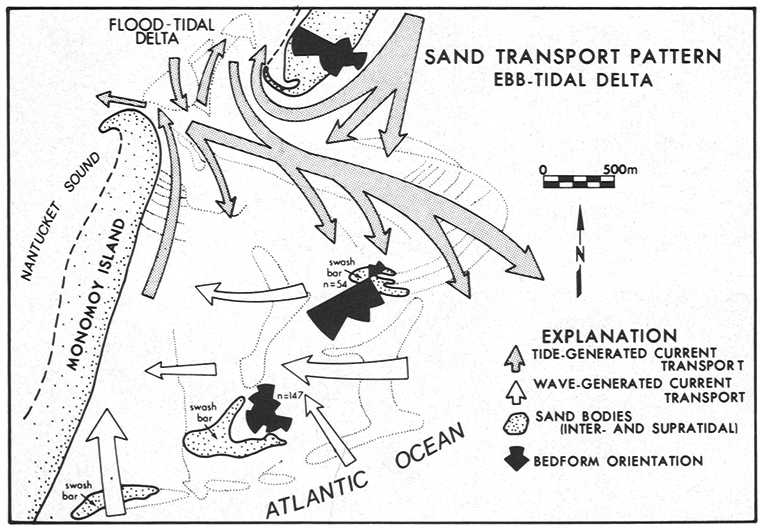 FLOOD-TIDAL
DELTA
SAND TRANSPORT PATTERN
EBB-TIDAL DELTA
0 500m
N
NANTUCKET SOUND
MONOMOY ISLAND
swash
bar
n=54
swash
bar
n=147
swash
bar
ATLANTIC OCEAN
EXPLANATION
TIDE-GENERATED CURRENT
TRANSPORT
WAVE-GENERATED CURRENT
TRANSPORT
SAND BODIES
(INTER- AND SUPRATIDAL)
BEDFORM ORIENTATION